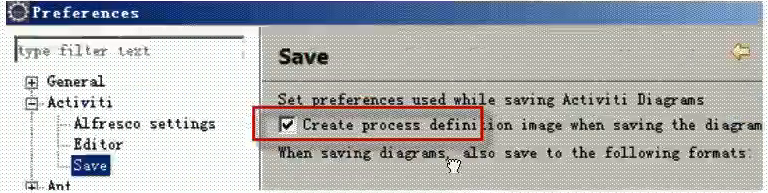 Preferences
type filter text
General
Activiti
Alfresco settings
Editor
Save
Ant
Save
Set preferences used while saving Activiti Diagrams
Create process definition image when saving the diagram
When saving diagrams, also save to the following formats: